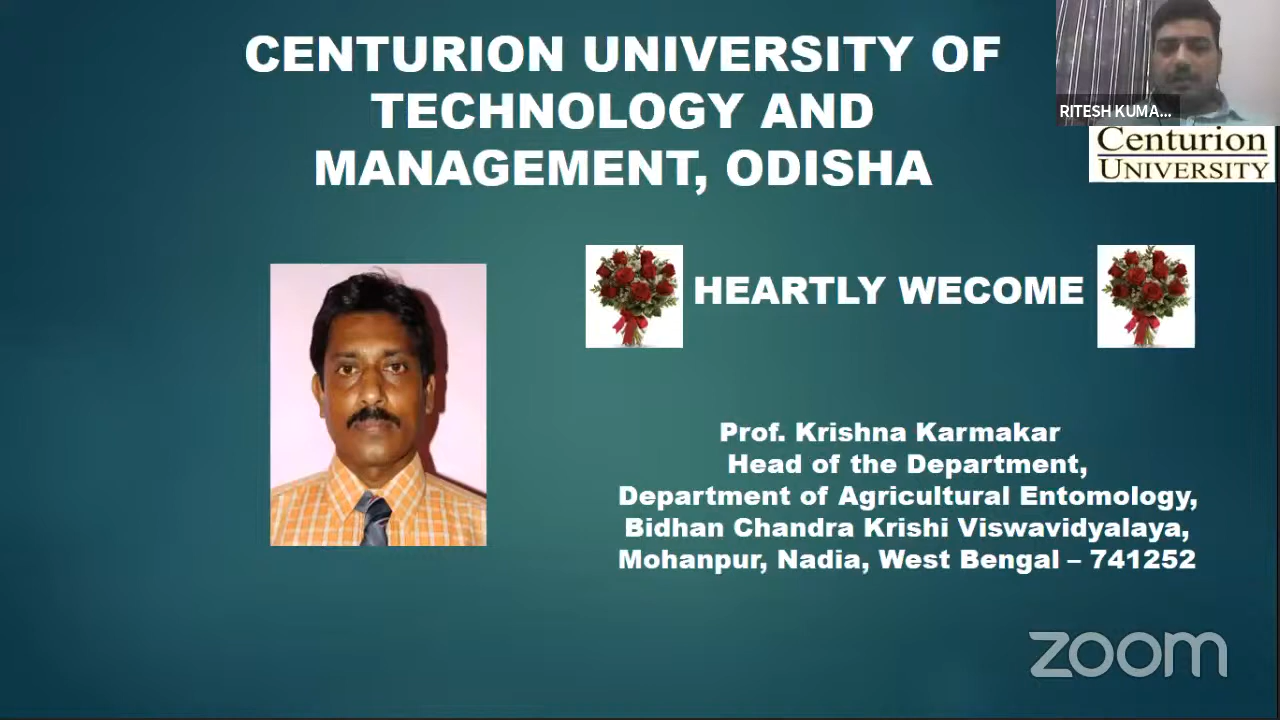 CENTURION UNIVERSITY OF
TECHNOLOGY AND
MANAGEMENT, ODISHA
RITESH KUMA...
Centurion
UNIVERSITY
HEARTLY WECOME
Prof. Krishna Karmakar
Head of the Department,
Department of Agricultural Entomology,
Bidhan Chandra Krishi Viswavidyalaya,
Mohanpur, Nadia, West Bengal – 741252
zoom